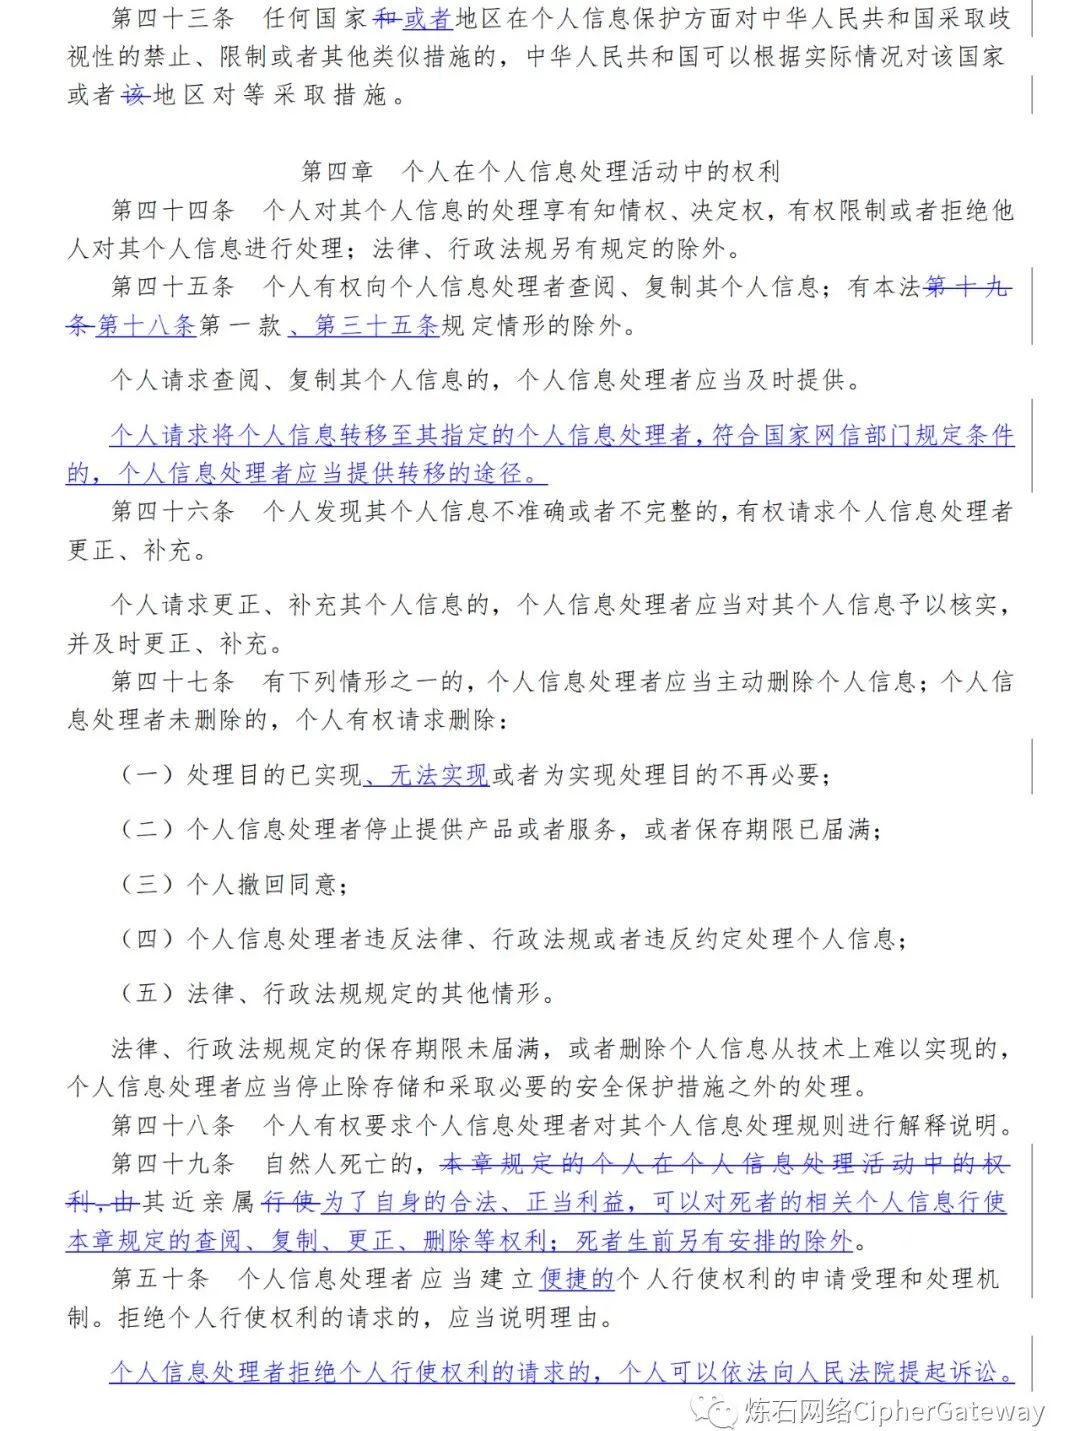 第四十三条 任何国家和或者地区在个人信息保护方面对中华人民共和国采取歧
视性的禁止、限制或者其他类似措施的，中华人民共和国可以根据实际情况对该国家
或者该地区对等采取措施。
第四章 个人在个人信息处理活动中的权利
第四十四条 个人对其个人信息的处理享有知情权、决定权，有权限制或者拒绝他
人对其个人信息进行处理；法律、行政法规另有规定的除外。
第四十五条 个人有权向个人信息处理者查阅、复制其个人信息；有本法第十九
条第十八条第一款、第三十五条规定情形的除外。
个人请求查阅、复制其个人信息的，个人信息处理者应当及时提供。
个人请求将个人信息转移至其指定的个人信息处理者，符合国家网信部门规定条件
的，个人信息处理者应当提供转移的途径。
第四十六条 个人发现其个人信息不准确或者不完整的，有权请求个人信息处理者
更正、补充。
个人请求更正、补充其个人信息的，个人信息处理者应当对其个人信息予以核实，
并及时更正、补充。
第四十七条 有下列情形之一的，个人信息处理者应当主动删除个人信息；个人信
息处理者未删除的，个人有权请求删除：
（一）处理目的已实现、无法实现或者为实现处理目的不再必要；
（二）个人信息处理者停止提供产品或者服务，或者保存期限已届满；
（三）个人撤回同意；
（四）个人信息处理者违反法律、行政法规或者违反约定处理个人信息；
（五）法律、行政法规规定的其他情形。
法律、行政法规规定的保存期限未届满，或者删除个人信息从技术上难以实现的，
个人信息处理者应当停止除存储和采取必要的安全保护措施之外的处理。
第四十八条 个人有权要求个人信息处理者对其个人信息处理规则进行解释说明。
第四十九条 自然人死亡的，本章规定的个人在个人信息处理活动中的权
利，由其近亲属行使为了自身的合法、正当利益，可以对死者的相关个人信息行使
本章规定的查阅、复制、更正、删除等权利；死者生前另有安排的除外。
第五十条 个人信息处理者应当建立便捷的个人行使权利的申请受理和处理机
制。拒绝个人行使权利的请求的，应当说明理由。
个人信息处理者拒绝个人行使权利的请求的，个人可以依法向人民法院提起诉讼。
炼石网络CipherGateway